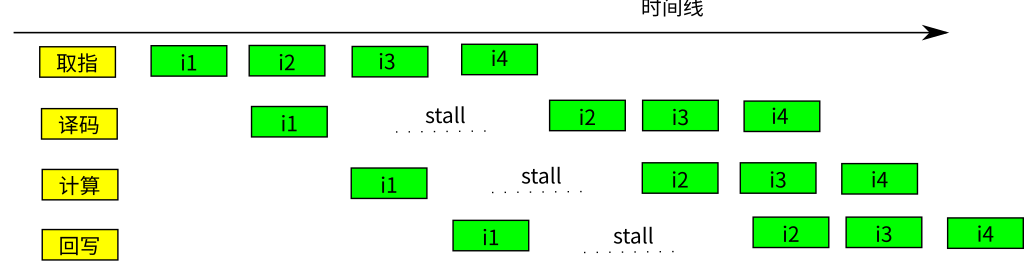 时间线
取指 i1 i2 i3 i4
译码 i1 stall i2 i3 i4
计算 i1 stall i2 i3 i4
回写 i1 stall i2 i3 i4